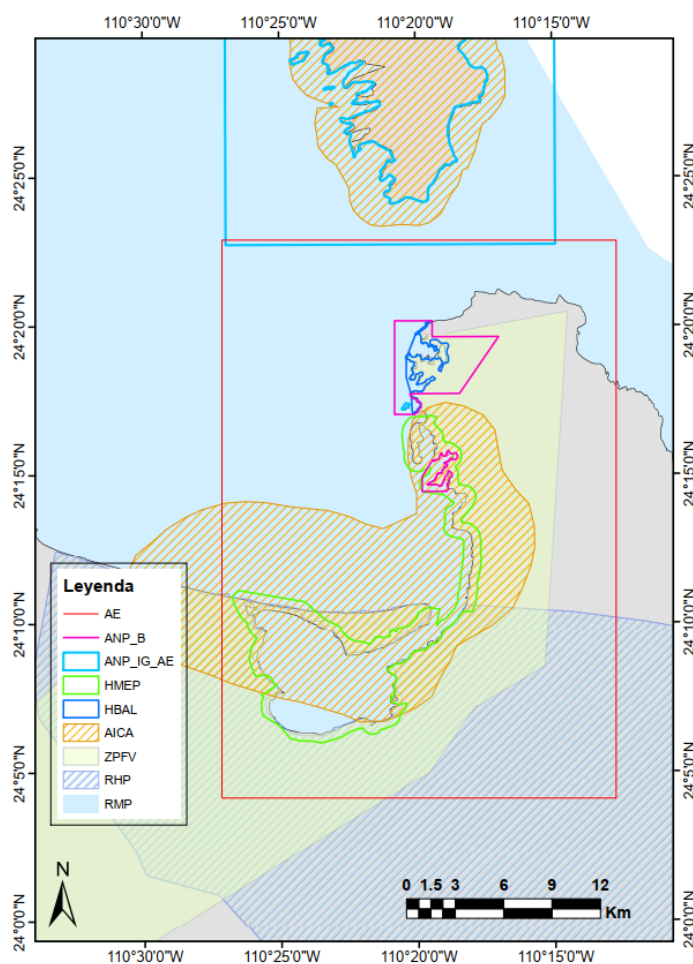 110°30'0"W 110°25'0"W 110°20'0"W 110°15'0"W
24°25'0"N 24°25'0"N
24°20'0"N 24°20'0"N
24°15'0"N 24°15'0"N
24°10'0"N 24°10'0"N
24°5'0"N 24°5'0"N
24°0'0"N 24°0'0"N
Leyenda
AE
ANP_B
ANP_IG_AE
HMEP
HBAL
AICA
ZPFV
RHP
RMP
N
0 1.5 3 6 9 12
Km
110°30'0"W 110°25'0"W 110°20'0"W 110°15'0"W